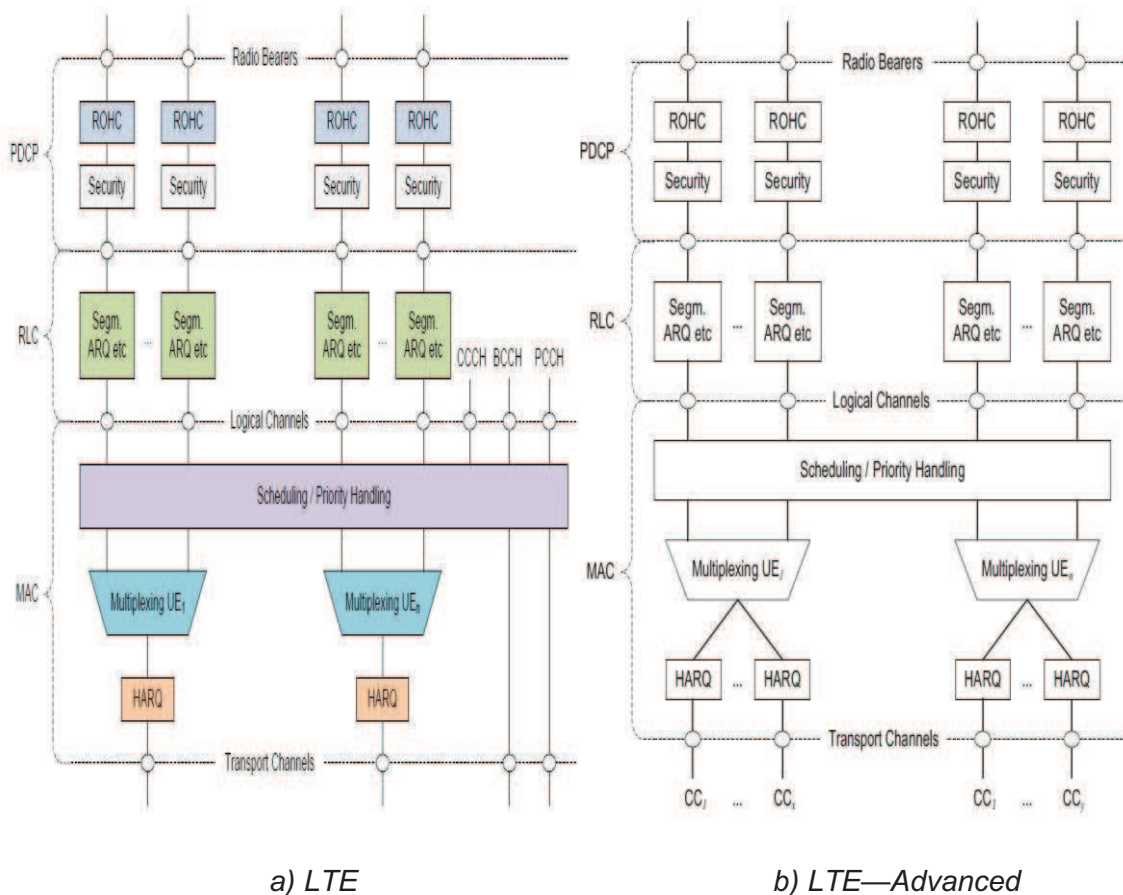 Radio Bearers
ROHC ROHC ROHC ROHC
PDCP
Security Security Security Security
RLC
Segm. ARQ etc ... Segm. ARQ etc Segm. ARQ etc ... Segm. ARQ etc
CCCH BCCH PCCH
Logical Channels
Scheduling / Priority Handling
MAC
Multiplexing UE1 Multiplexing UEn
HARQ HARQ
Transport Channels
a) LTE
Radio Bearers
ROHC ROHC ROHC ROHC
PDCP
Security Security Security Security
RLC
Segm. ARQ etc ... Segm. ARQ etc Segm. ARQ etc ... Segm. ARQ etc
Logical Channels
Scheduling / Priority Handling
MAC
Multiplexing UE1 Multiplexing UEn
HARQ ... HARQ HARQ ... HARQ
Transport Channels
CC1 ... CCx CC1 ... CCy
b) LTE—Advanced